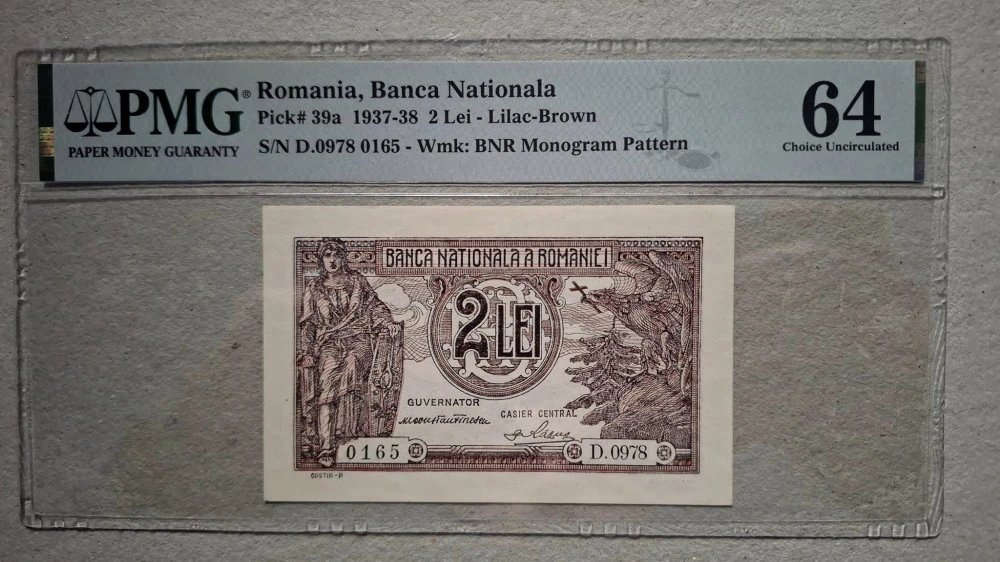 PMG®
PAPER MONEY GUARANTY
Romania, Banca Nationala
Pick# 39a 1937-38 2 Lei - Lilac-Brown
S/N D.0978 0165 - Wmk: BNR Monogram Pattern
64
Choice Uncirculated
BANCA NATIONALA A ROMANIEI
2 LEI
GUVERNATOR
CASIER CENTRAL
0165
D.0978